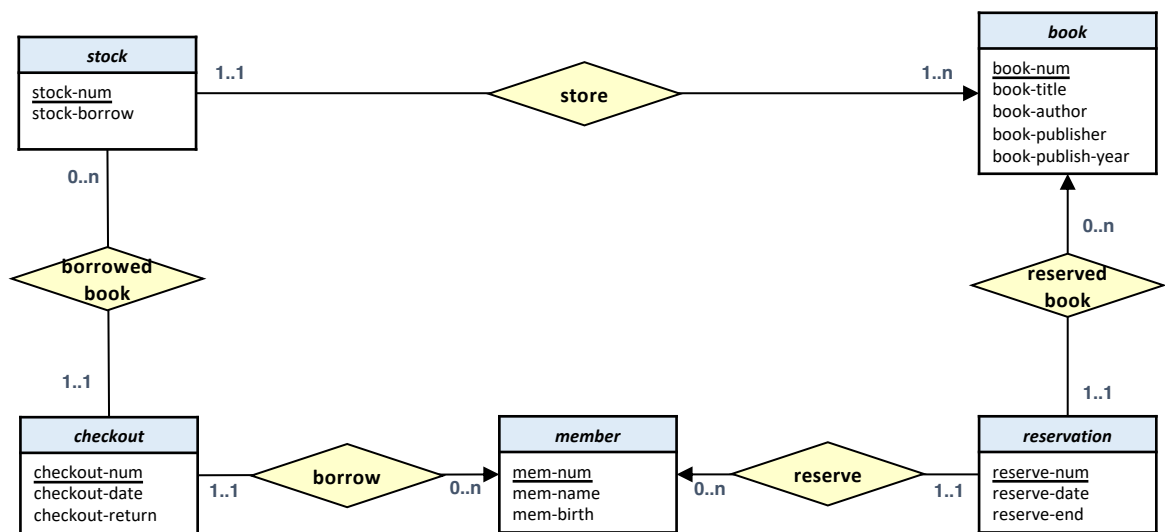 stock
stock-num
stock-borrow
1..1
store
1..n
book
book-num
book-title
book-author
book-publisher
book-publish-year
0..n
borrowed
book
1..1
0..n
reserved
book
1..1
checkout
checkout-num
checkout-date
checkout-return
1..1
borrow
0..n
member
mem-num
mem-name
mem-birth
0..n
reserve
1..1
reservation
reserve-num
reserve-date
reserve-end